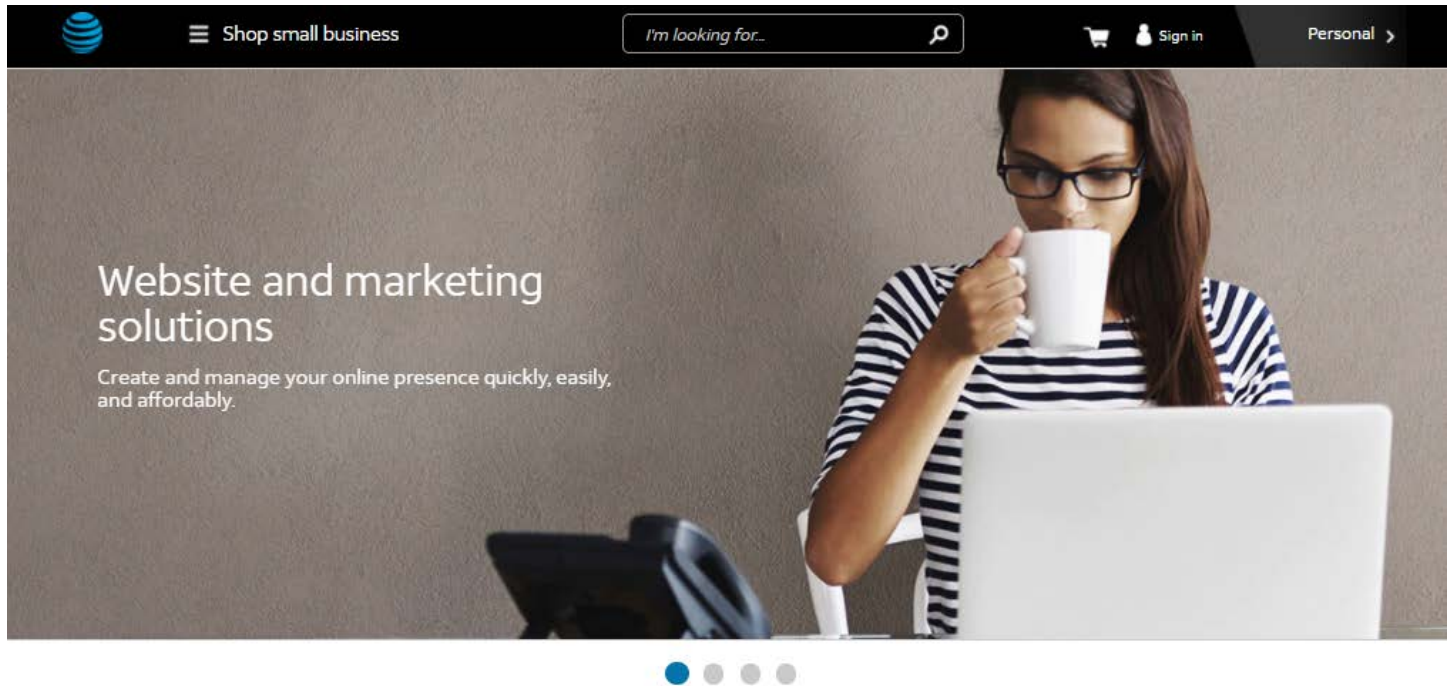 Shop small business
I'm looking for...
Sign in
Personal
Website and marketing
solutions
Create and manage your online presence quickly, easily,
and affordably.